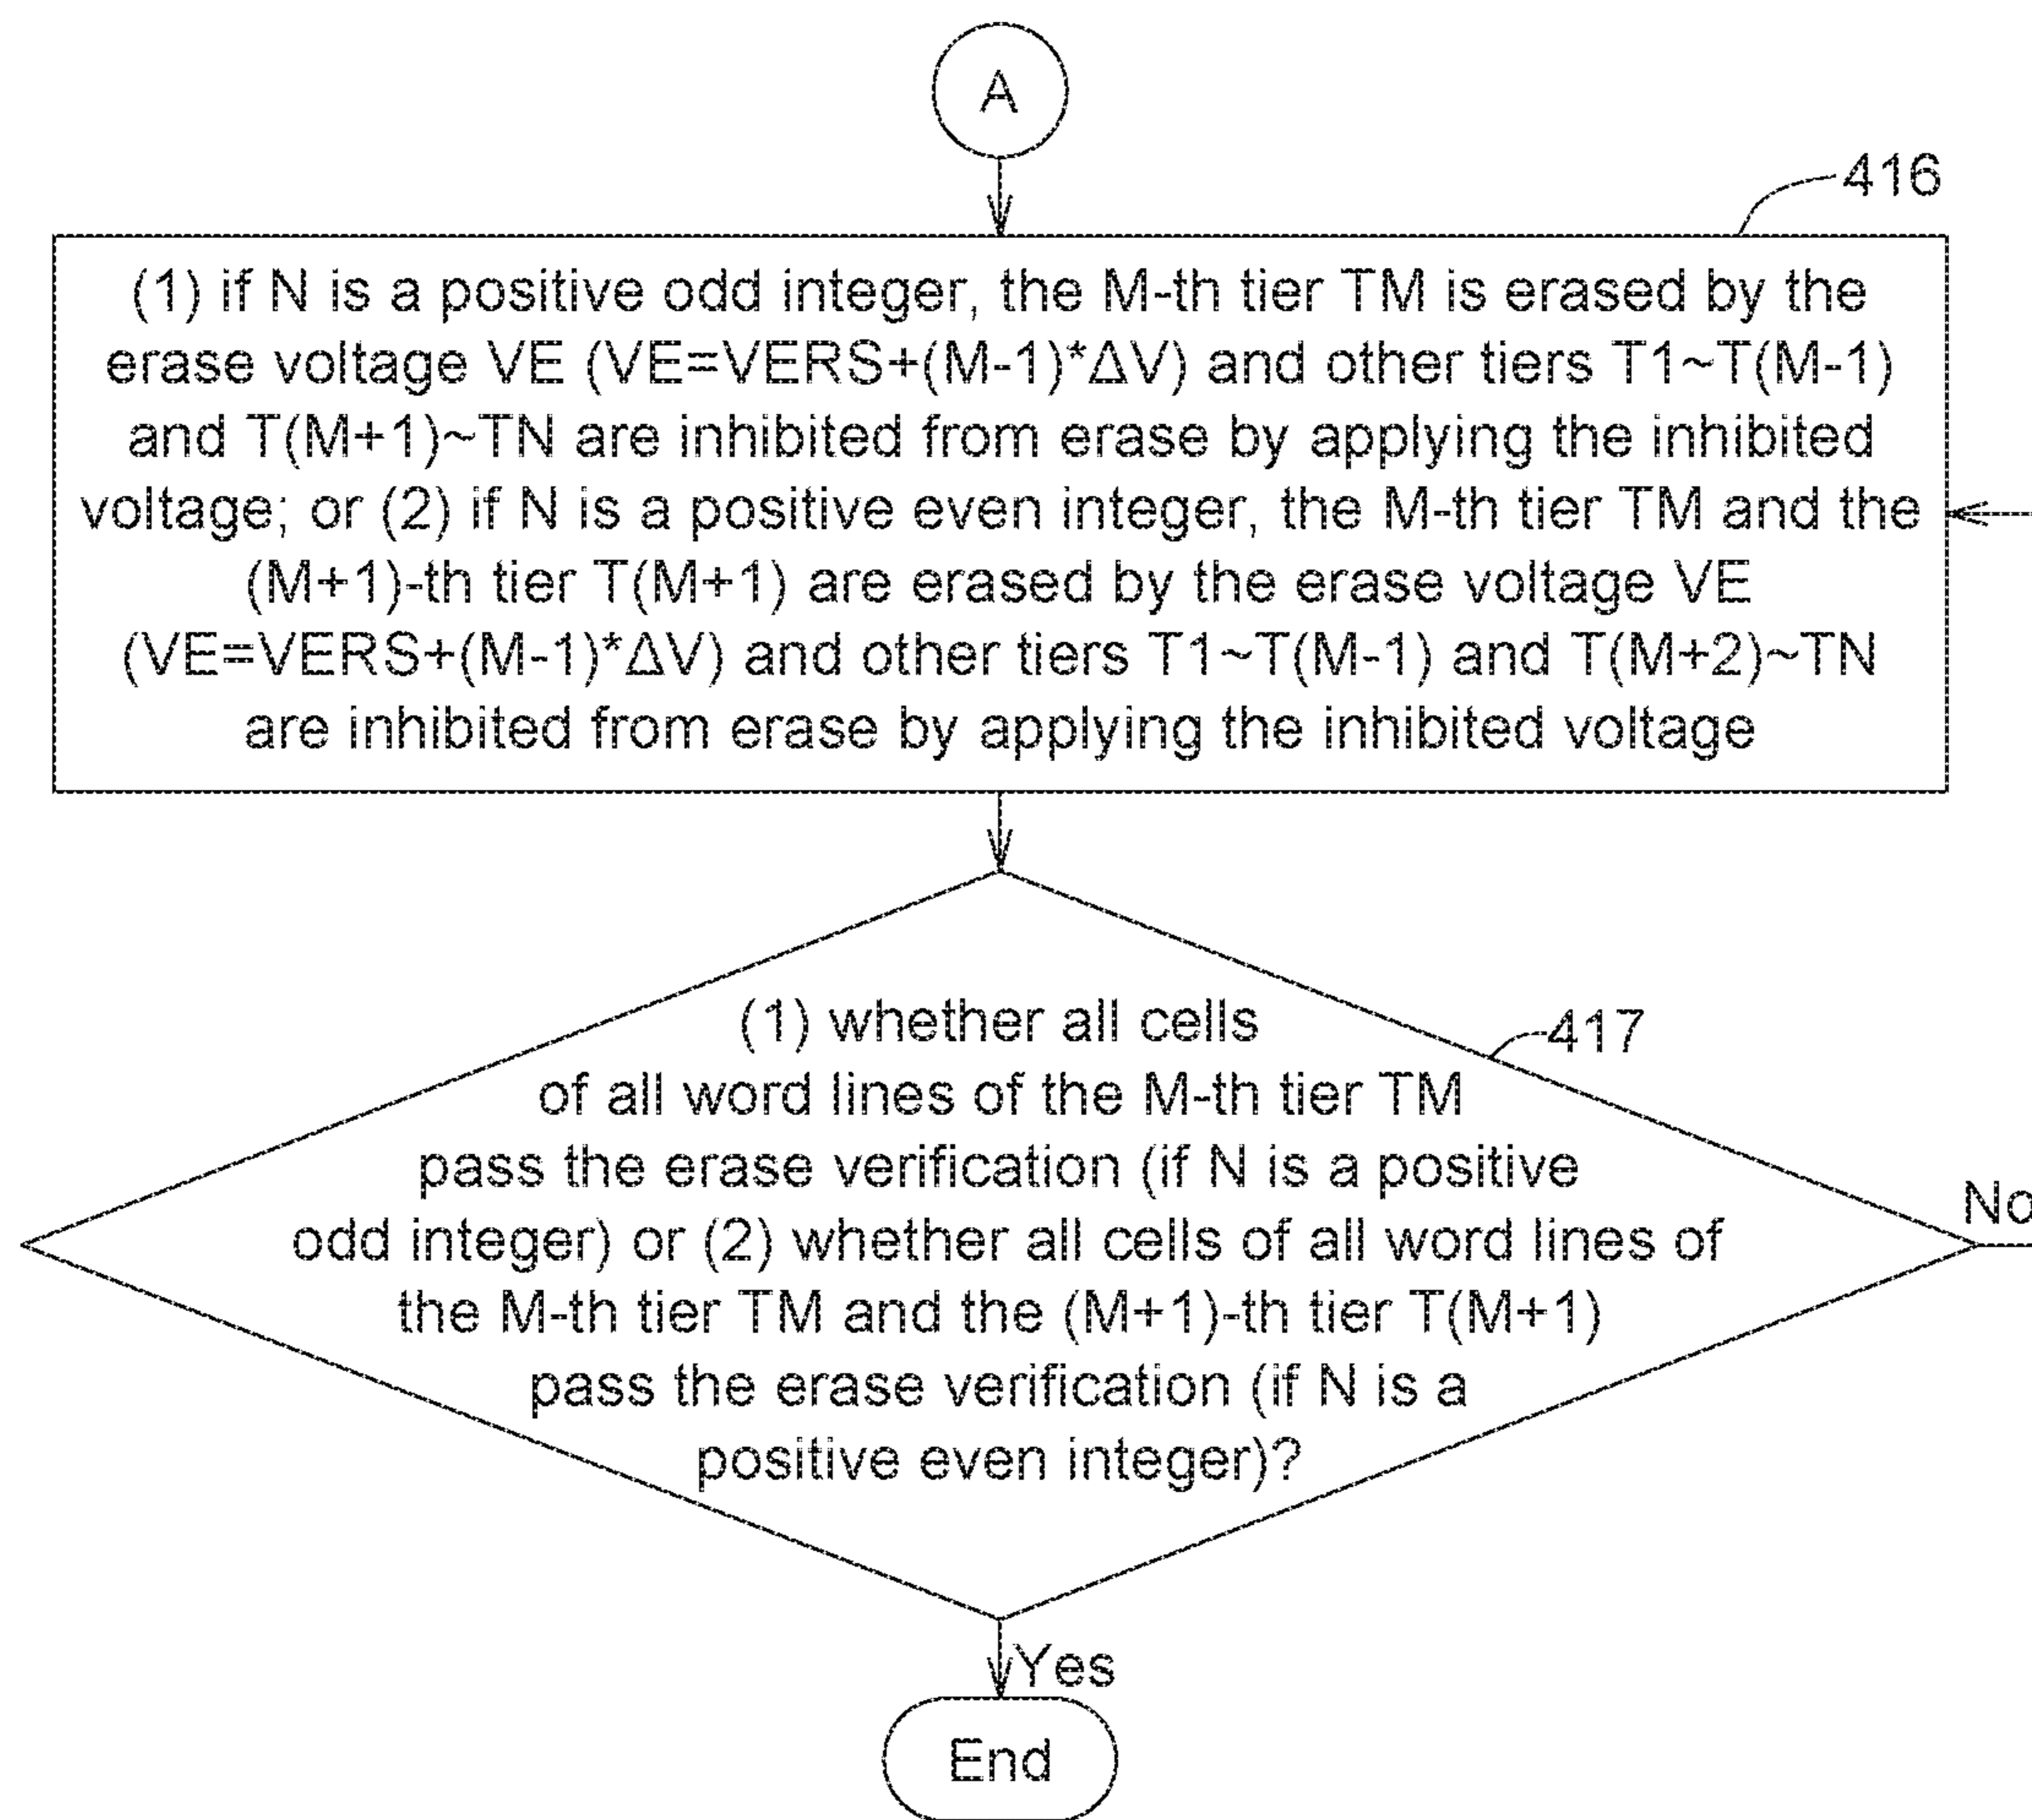 A
416
(1) if N is a positive odd integer, the M-th tier TM is erased by the
erase voltage VE (VE=VERS+(M-1)*ΔV) and other tiers T1~T(M-1)
and T(M+1)~TN are inhibited from erase by applying the inhibited
voltage; or (2) if N is a positive even integer, the M-th tier TM and the
(M+1)-th tier T(M+1) are erased by the erase voltage VE
(VE=VERS+(M-1)*ΔV) and other tiers T1~T(M-1) and T(M+2)~TN
are inhibited from erase by applying the inhibited voltage
(1) whether all cells
417
of all word lines of the M-th tier TM
pass the erase verification (if N is a positive
odd integer) or (2) whether all cells of all word lines of
the M-th tier TM and the (M+1)-th tier T(M+1)
pass the erase verification (if N is a
positive even integer)?
No
Yes
End